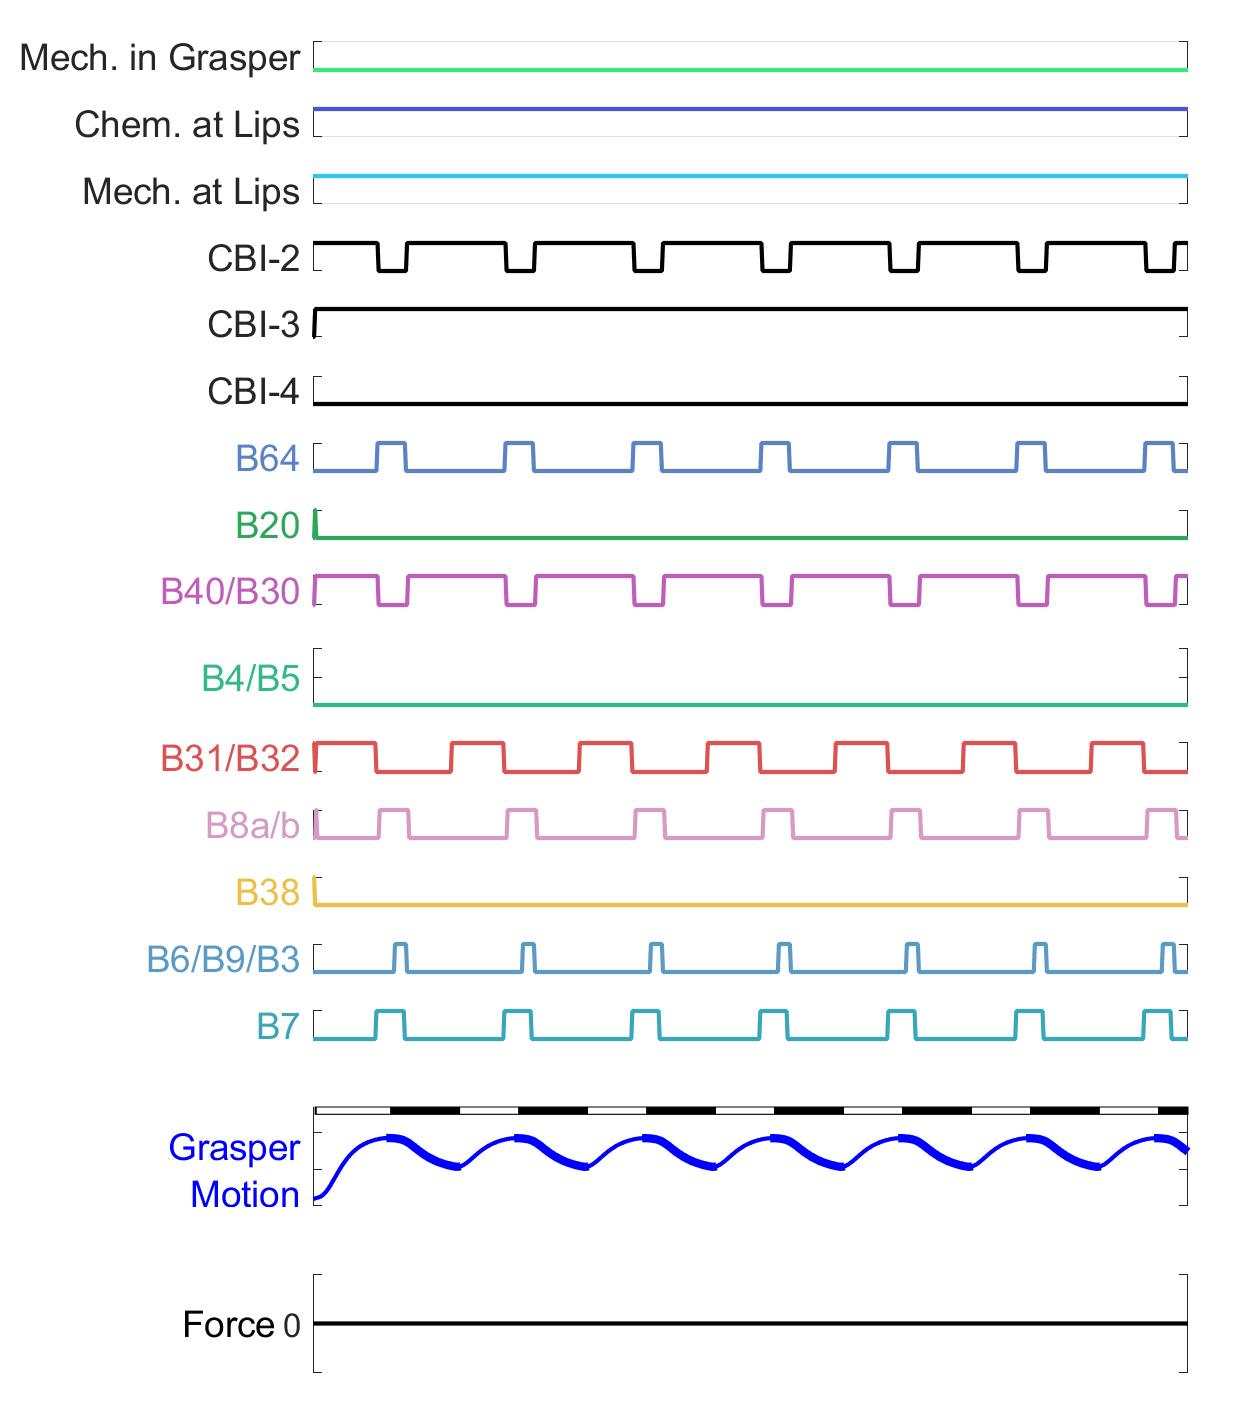 Mech. in Grasper
Chem. at Lips
Mech. at Lips
CBI-2
CBI-3
CBI-4
B64
B20
B40/B30
B4/B5
B31/B32
B8a/b
B38
B6/B9/B3
B7
Grasper
Motion
Force 0